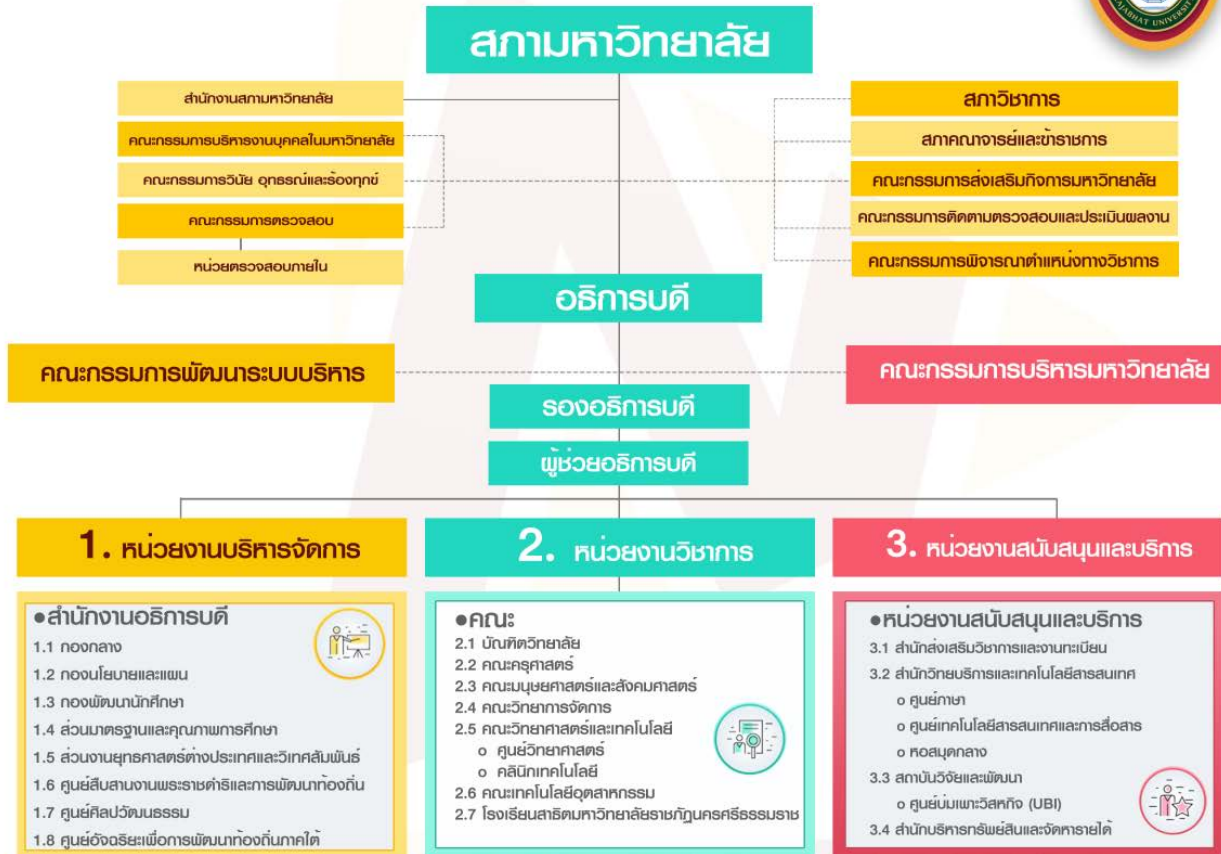 RAJABHAT UNIVERSITY
สภามหาวิทยาลัย
สำนักงานสภามหาวิทยาลัย
คณะกรรมการบริหารงานบุคคลในมหาวิทยาลัย
คณะกรรมการวินัย อุทธรณ์และร้องทุกข์
คณะกรรมการตรวจสอบ
หน่วยตรวจสอบภายใน
สภาวิชาการ
สภาคณาจารย์และข้าราชการ
คณะกรรมการส่งเสริมกิจการมหาวิทยาลัย
คณะกรรมการติดตามตรวจสอบและประเมินผลงาน
คณะกรรมการพิจารณาตำแหน่งทางวิชาการ
อธิการบดี
คณะกรรมการพัฒนาระบบบริหาร
คณะกรรมการบริหารมหาวิทยาลัย
รองอธิการบดี
ผู้ช่วยอธิการบดี
1. หน่วยงานบริหารจัดการ
●สำนักงานอธิการบดี
1.1 กองกลาง
1.2 กองนโยบายและแผน
1.3 กองพัฒนานักศึกษา
1.4 ส่วนมาตรฐานและคุณภาพการศึกษา
1.5 ส่วนงานยุทธศาสตร์ต่างประเทศและวิเทศสัมพันธ์
1.6 ศูนย์สืบสานงานพระราชดำริและการพัฒนาท้องถิ่น
1.7 ศูนย์ศิลปวัฒนธรรม
1.8 ศูนย์อัจฉริยะเพื่อการพัฒนาท้องถิ่นภาคใต้
2. หน่วยงานวิชาการ
●คณะ
2.1 บัณฑิตวิทยาลัย
2.2 คณะครุศาสตร์
2.3 คณะมนุษยศาสตร์และสังคมศาสตร์
2.4 คณะวิทยาการจัดการ
2.5 คณะวิทยาศาสตร์และเทคโนโลยี
o ศูนย์วิทยาศาสตร์
o คลินิกเทคโนโลยี
2.6 คณะเทคโนโลยีอุตสาหกรรม
2.7 โรงเรียนสาธิตมหาวิทยาลัยราชภัฏนครศรีธรรมราช
3. หน่วยงานสนับสนุนและบริการ
●หน่วยงานสนับสนุนและบริการ
3.1 สำนักส่งเสริมวิชาการและงานทะเบียน
3.2 สำนักวิทยบริการและเทคโนโลยีสารสนเทศ
o ศูนย์ภาษา
o ศูนย์เทคโนโลยีสารสนเทศและการสื่อสาร
o หอสมุดกลาง
3.3 สถาบันวิจัยและพัฒนา
o ศูนย์บ่มเพาะวิสหกิจ (UBI)
3.4 สำนักบริหารทรัพย์สินและจัดหารายได้